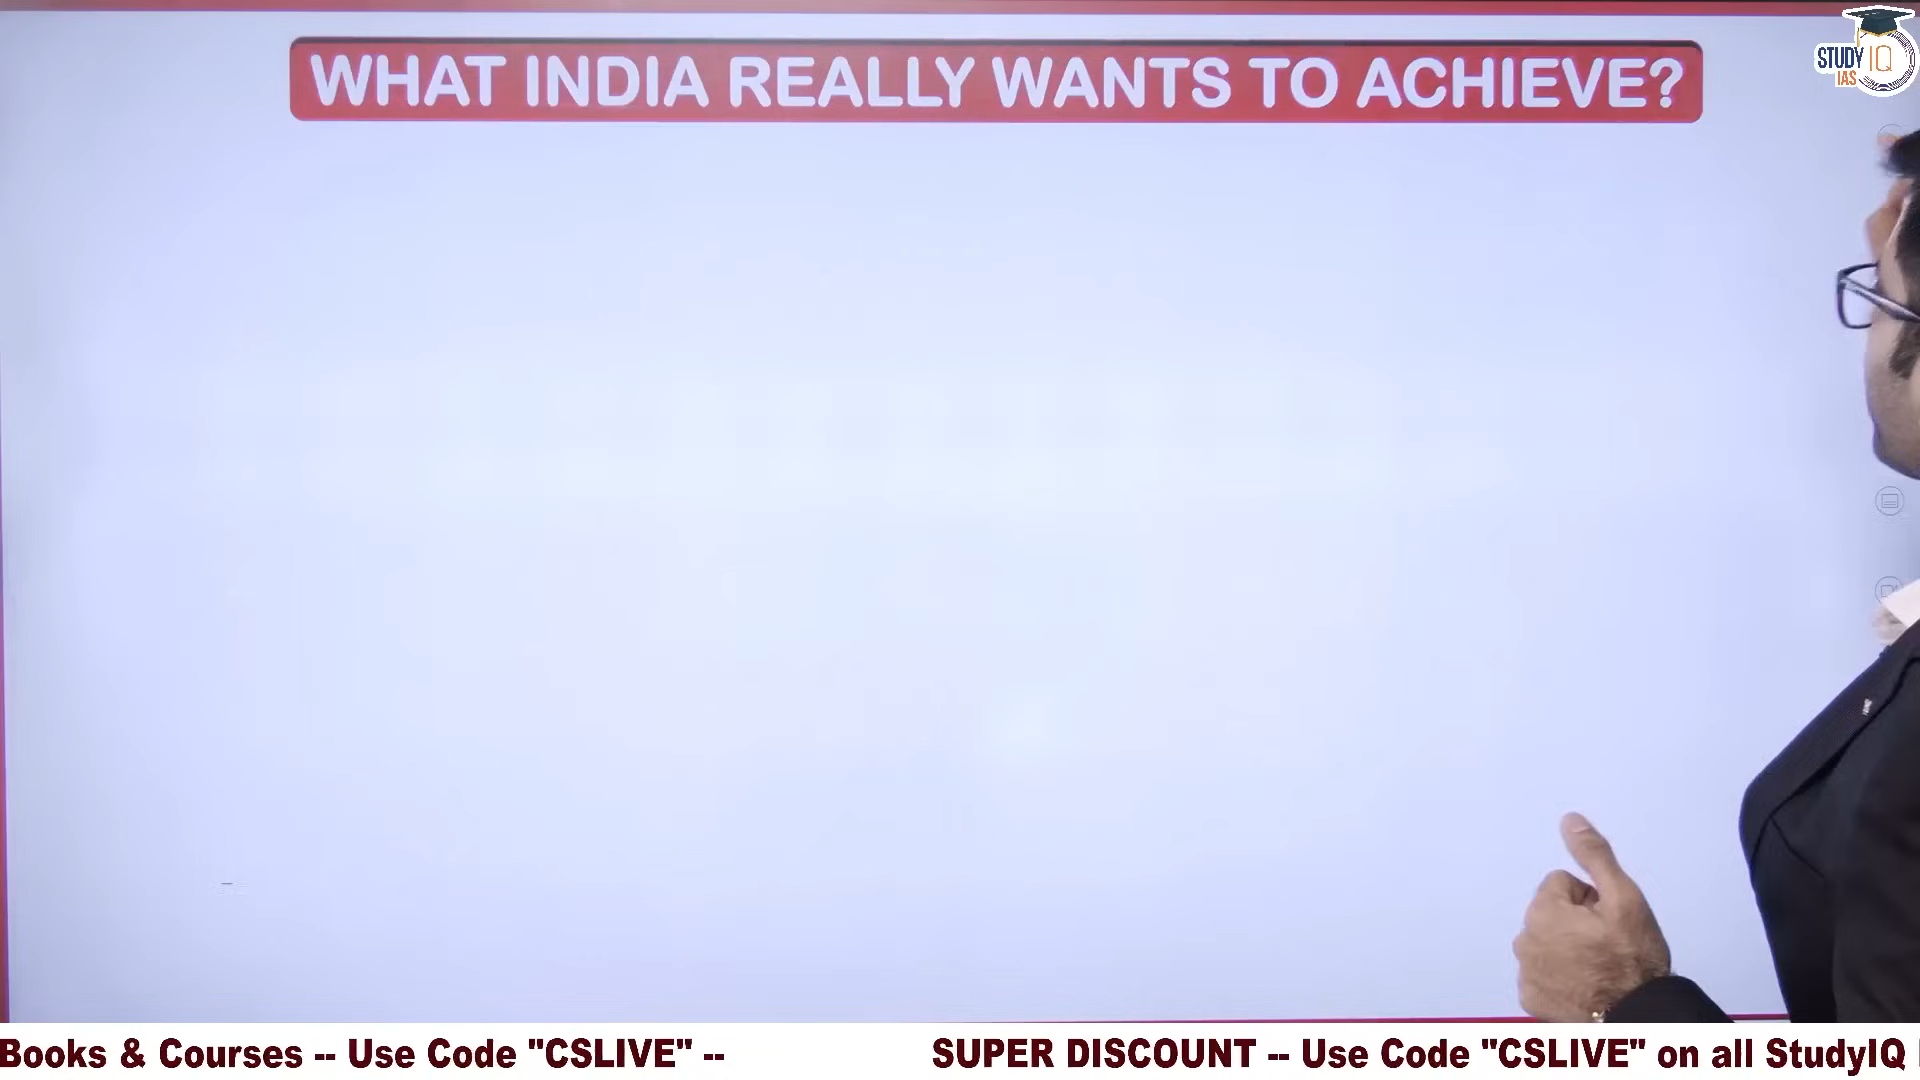 WHAT INDIA REALLY WANTS TO ACHIEVE?
STUDY IQ
IAS
Books & Courses -- Use Code "CSLIVE" -- SUPER DISCOUNT -- Use Code "CSLIVE" on all StudyIQ